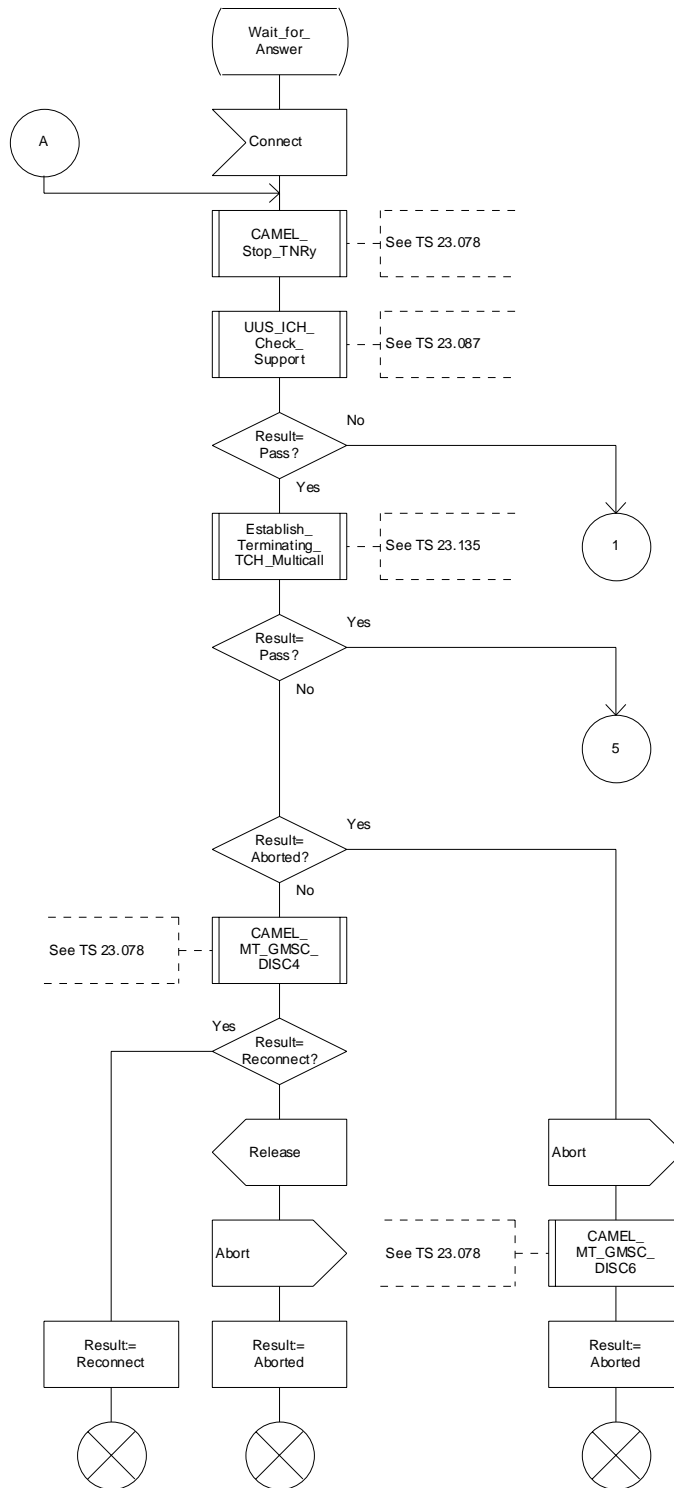 Wait_for_
Answer
A
Connect
CAMEL_
Stop_TNRy
See TS 23.078
UUS_ICH_
Check_
Support
See TS 23.087
Result=
Pass?
No
Yes
Establish_
Terminating_
TCH_Multicall
See TS 23.135
1
Result=
Pass?
Yes
No
5
Result=
Aborted?
Yes
No
See TS 23.078
CAMEL_
MT_GMSC_
DISC4
Yes
Result=
Reconnect?
Release
Abort
Abort
See TS 23.078
CAMEL_
MT_GMSC_
DISC6
Result:=
Reconnect
Result:=
Aborted
Result:=
Aborted